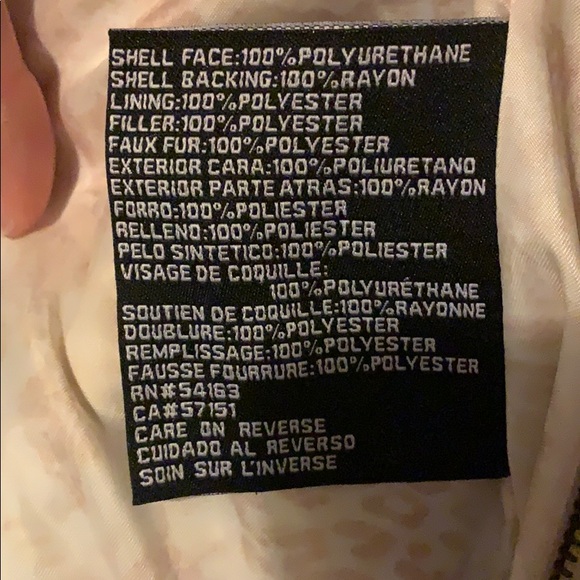 SHELL FACE:100%POLYURETHANE
SHELL BACKING:100%RAYON
LINING:100%POLYESTER
FILLER:100%POLYESTER
FAUX FUR:100%POLYESTER
EXTERIOR CARA:100%POLIURETANO
EXTERIOR PARTE ATRAS:100%RAYON
FORRO:100%POLIESTER
RELLENO:100%POLIESTER
PELO SINTETICO:100%POLIESTER
VISAGE DE COQUILLE:
100%POLYURÉTHANE
SOUTIEN DE COQUILLE:100%RAYONNE
DOUBLURE:100%POLYESTER
REMPLISSAGE:100%POLYESTER
FAUSSE FOURRURE:100%POLYESTER
RN#54163
CA#57151
CARE ON REVERSE
CUIDADO AL REVERSO
SOIN SUR L'INVERSE